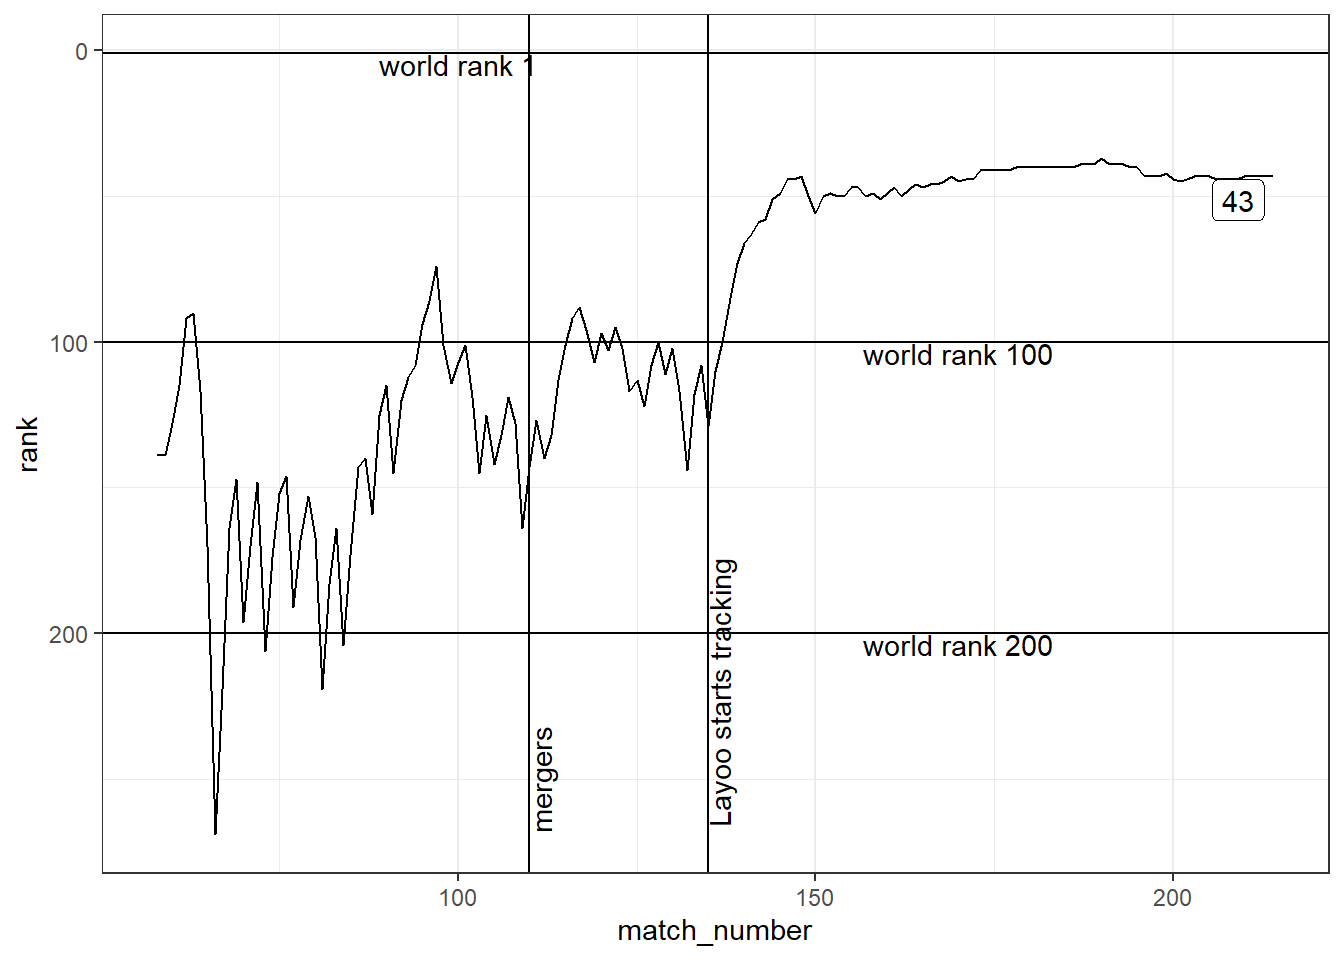 0
world rank 1
43
100
world rank 100
rank
200
world rank 200
mergers
Layoo starts tracking
100
150
200
match_number